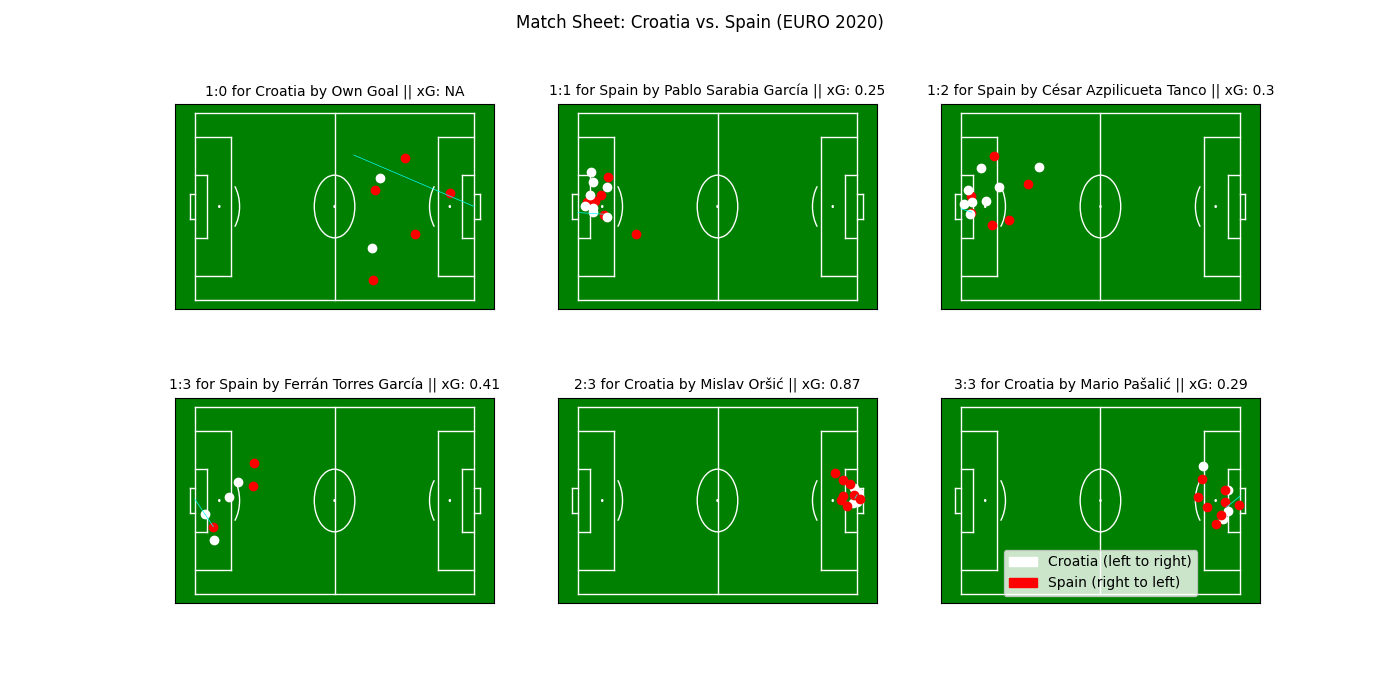 Match Sheet: Croatia vs. Spain (EURO 2020)
1:0 for Croatia by Own Goal || xG: NA
1:1 for Spain by Pablo Sarabia García || xG: 0.25
1:2 for Spain by César Azpilicueta Tanco || xG: 0.3
1:3 for Spain by Ferrán Torres García || xG: 0.41
2:3 for Croatia by Mislav Oršić || xG: 0.87
3:3 for Croatia by Mario Pašalić || xG: 0.29
Croatia (left to right)
Spain (right to left)